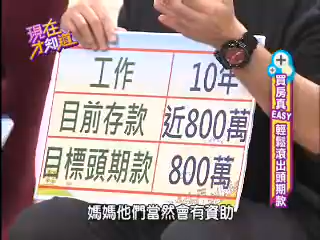 現在
才知道
工作 10年
目前存款 近800萬
目標頭期款 800萬
買房真EASY 輕鬆滾出頭期款
媽媽他們當然會有資助